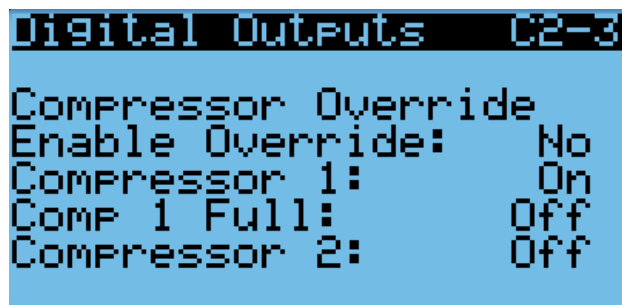 Digital Outputs C2-3
Compressor Override
Enable Override: No
Compressor 1: On
Comp 1 Full: Off
Compressor 2: Off